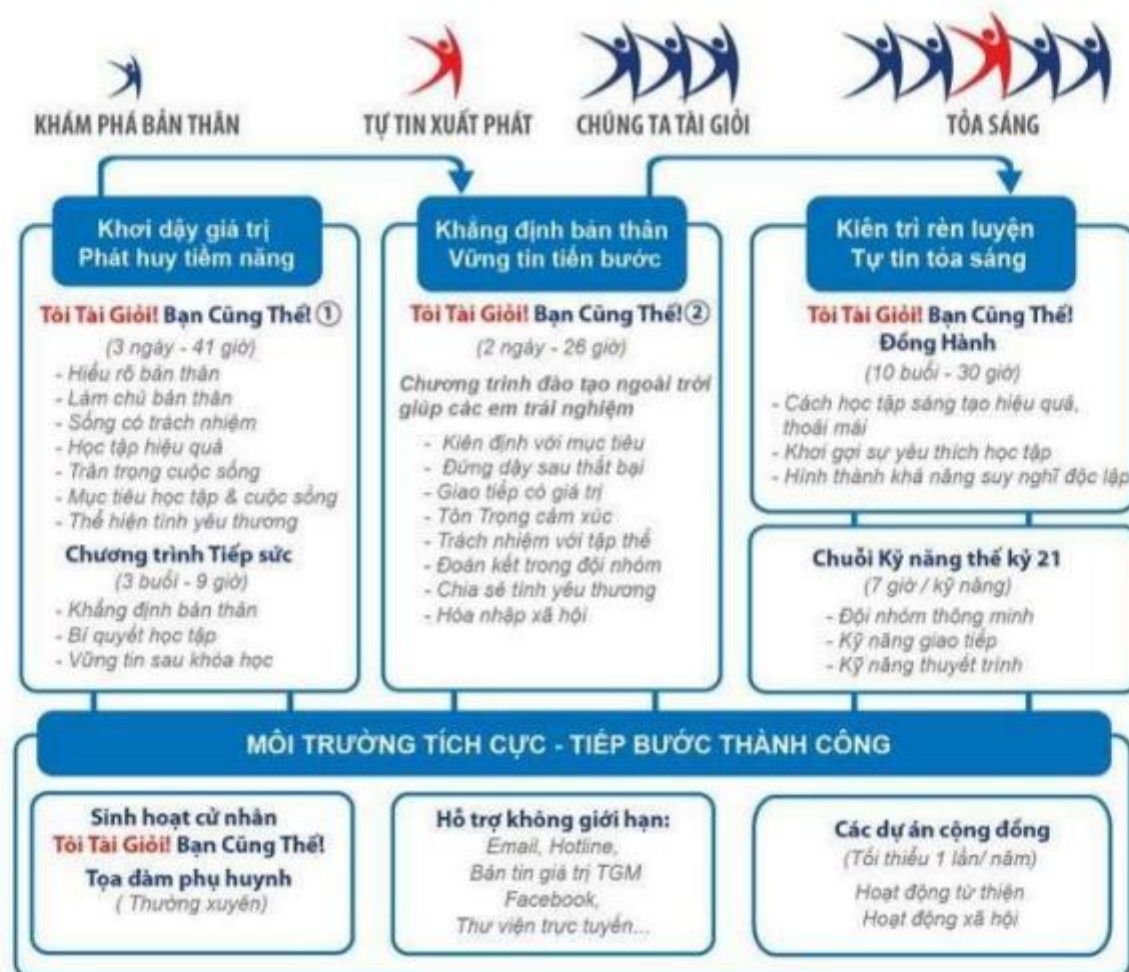 KHÁM PHÁ BẢN THÂN
TỰ TIN XUẤT PHÁT
CHÚNG TA TÀI GIỎI
TỎA SÁNG
Khơi dậy giá trị
Phát huy tiềm năng
Tôi Tài Giỏi! Bạn Cũng Thế! ①
(3 ngày - 41 giờ)
- Hiểu rõ bản thân
- Làm chủ bản thân
- Sống có trách nhiệm
- Học tập hiệu quả
- Trân trọng cuộc sống
- Mục tiêu học tập & cuộc sống
- Thể hiện tình yêu thương
Chương trình Tiếp sức
(3 buổi - 9 giờ)
- Khẳng định bản thân
- Bí quyết học tập
- Vững tin sau khóa học
Khẳng định bản thân
Vững tin tiến bước
Tôi Tài Giỏi! Bạn Cũng Thế! ②
(2 ngày - 26 giờ)
Chương trình đào tạo ngoài trời
giúp các em trải nghiệm
- Kiên định với mục tiêu
- Đứng dậy sau thất bại
- Giao tiếp có giá trị
- Tôn Trọng cảm xúc
- Trách nhiệm với tập thể
- Đoàn kết trong đội nhóm
- Chia sẻ tình yêu thương
- Hòa nhập xã hội
Kiên trì rèn luyện
Tự tin tỏa sáng
Tôi Tài Giỏi! Bạn Cũng Thế!
Đồng Hành
(10 buổi - 30 giờ)
- Cách học tập sáng tạo hiệu quả,
thoải mái
- Khơi gợi sự yêu thích học tập
- Hình thành khả năng suy nghĩ độc lập
Chuỗi Kỹ năng thế kỷ 21
(7 giờ / kỹ năng)
- Đội nhóm thông minh
- Kỹ năng giao tiếp
- Kỹ năng thuyết trình
MÔI TRƯỜNG TÍCH CỰC - TIẾP BƯỚC THÀNH CÔNG
Sinh hoạt cử nhân
Tôi Tài Giỏi! Bạn Cũng Thế!
Tọa đàm phụ huynh
( Thường xuyên)
Hỗ trợ không giới hạn:
Email, Hotline,
Bản tin giá trị TGM
Facebook,
Thư viện trực tuyến...
Các dự án cộng đồng
(Tối thiểu 1 lần/ năm)
Hoạt động từ thiện
Hoạt động xã hội